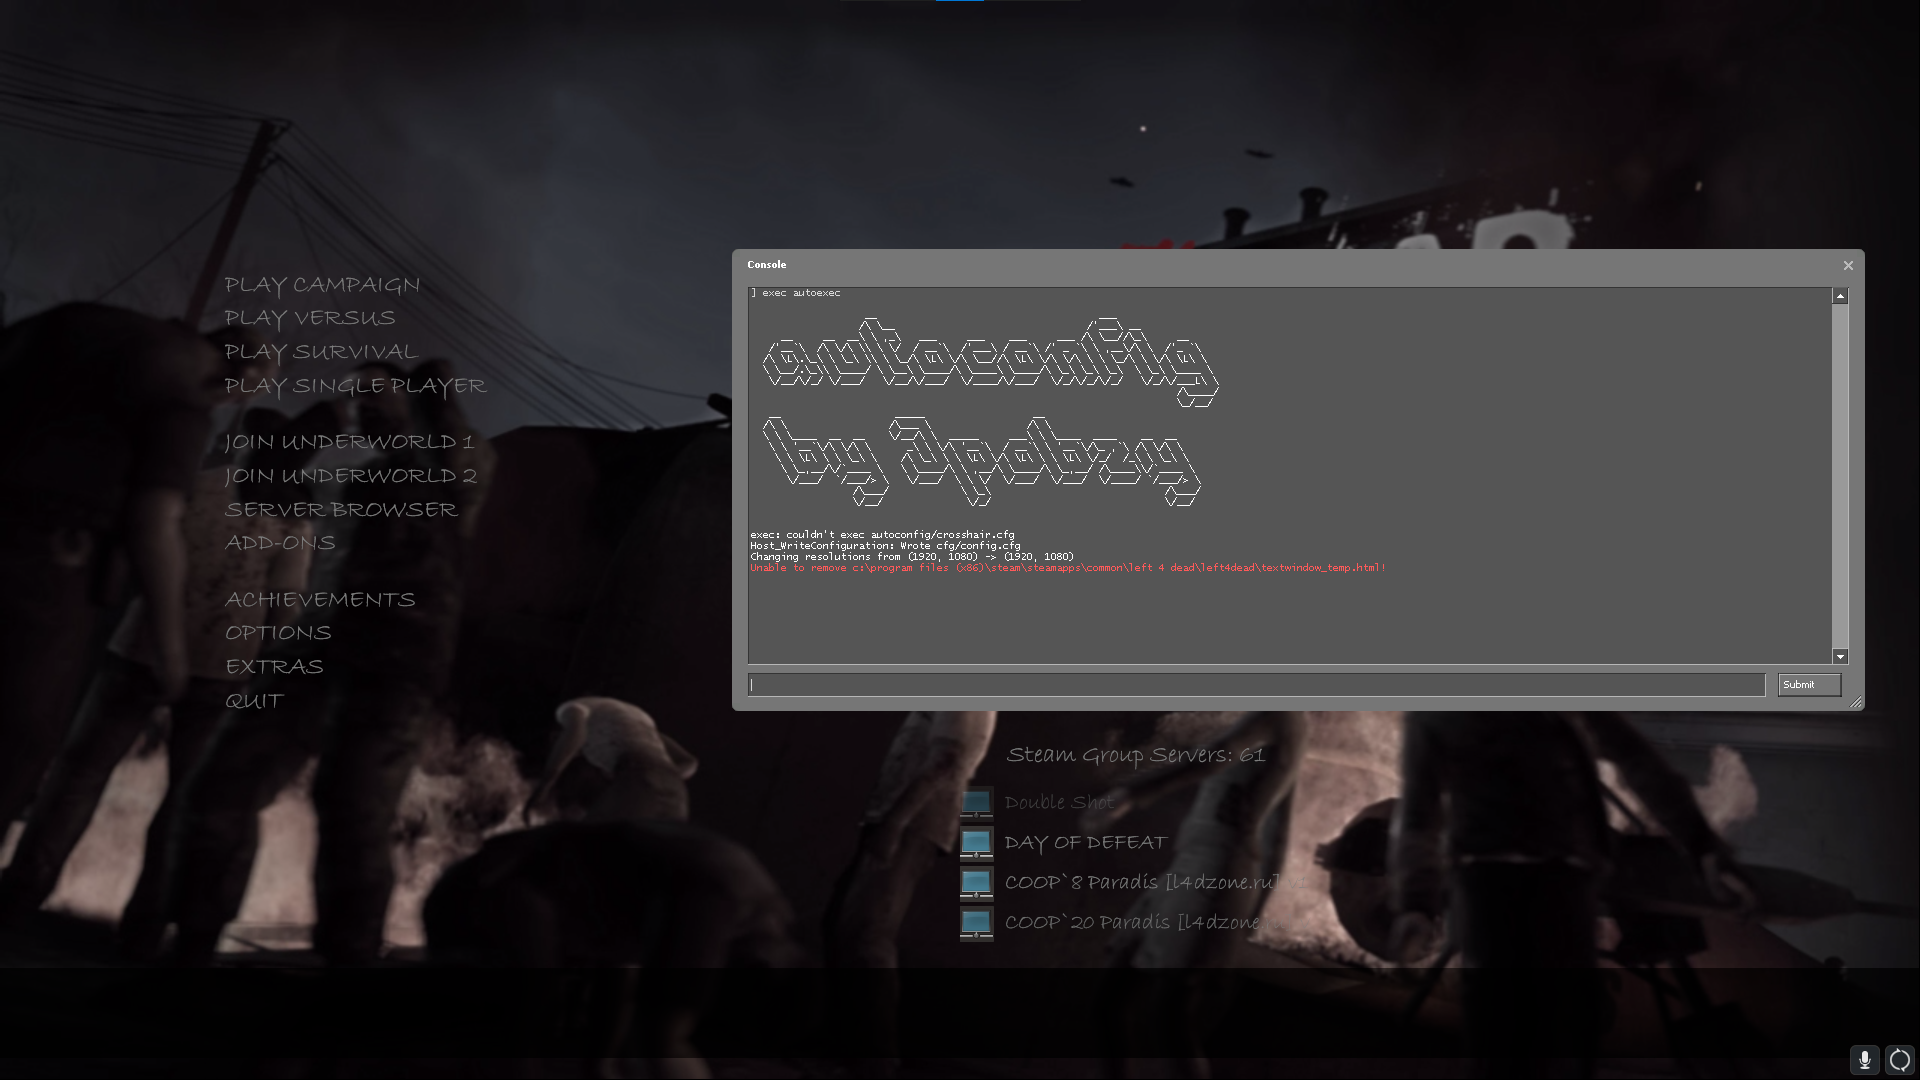 PLAY CAMPAIGN
PLAY VERSUS
PLAY SURVIVAL
PLAY SINGLE PLAYER
JOIN UNDERWORLD 1
JOIN UNDERWORLD 2
SERVER BROWSER
ADD-ONS
ACHIEVEMENTS
OPTIONS
EXTRAS
QUIT
Console
] exec autoexec
autoconfig
by
exec: couldn't exec autoconfig/crosshair.cfg
Host_WriteConfiguration: Wrote cfg/config.cfg
Changing resolutions from (1920, 1080) -> (1920, 1080)
Unable to remove c:\program files (x86)\steam\steamapps\common\left 4 dead\left4dead\textwindow_temp.html!
Submit
Steam Group Servers: 61
Double Shot
DAY OF DEFEAT
COOP`8 Paradis [l4dzone.ru]
COOP`20 Paradis [l4dzone.